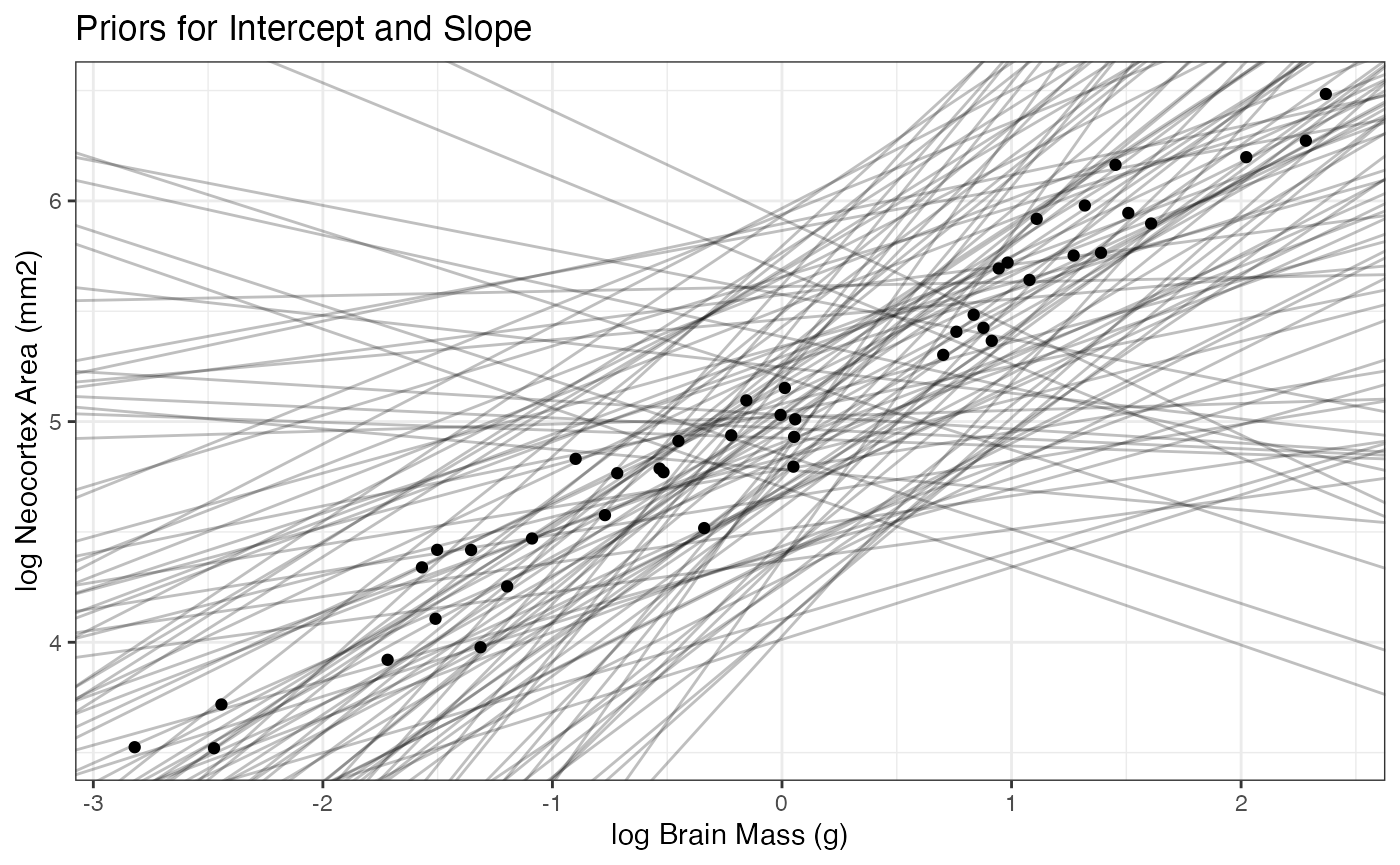 Priors for Intercept and Slope
6
5
4
log Neocortex Area (mm2)
-3 -2 -1 0 1 2
log Brain Mass (g)